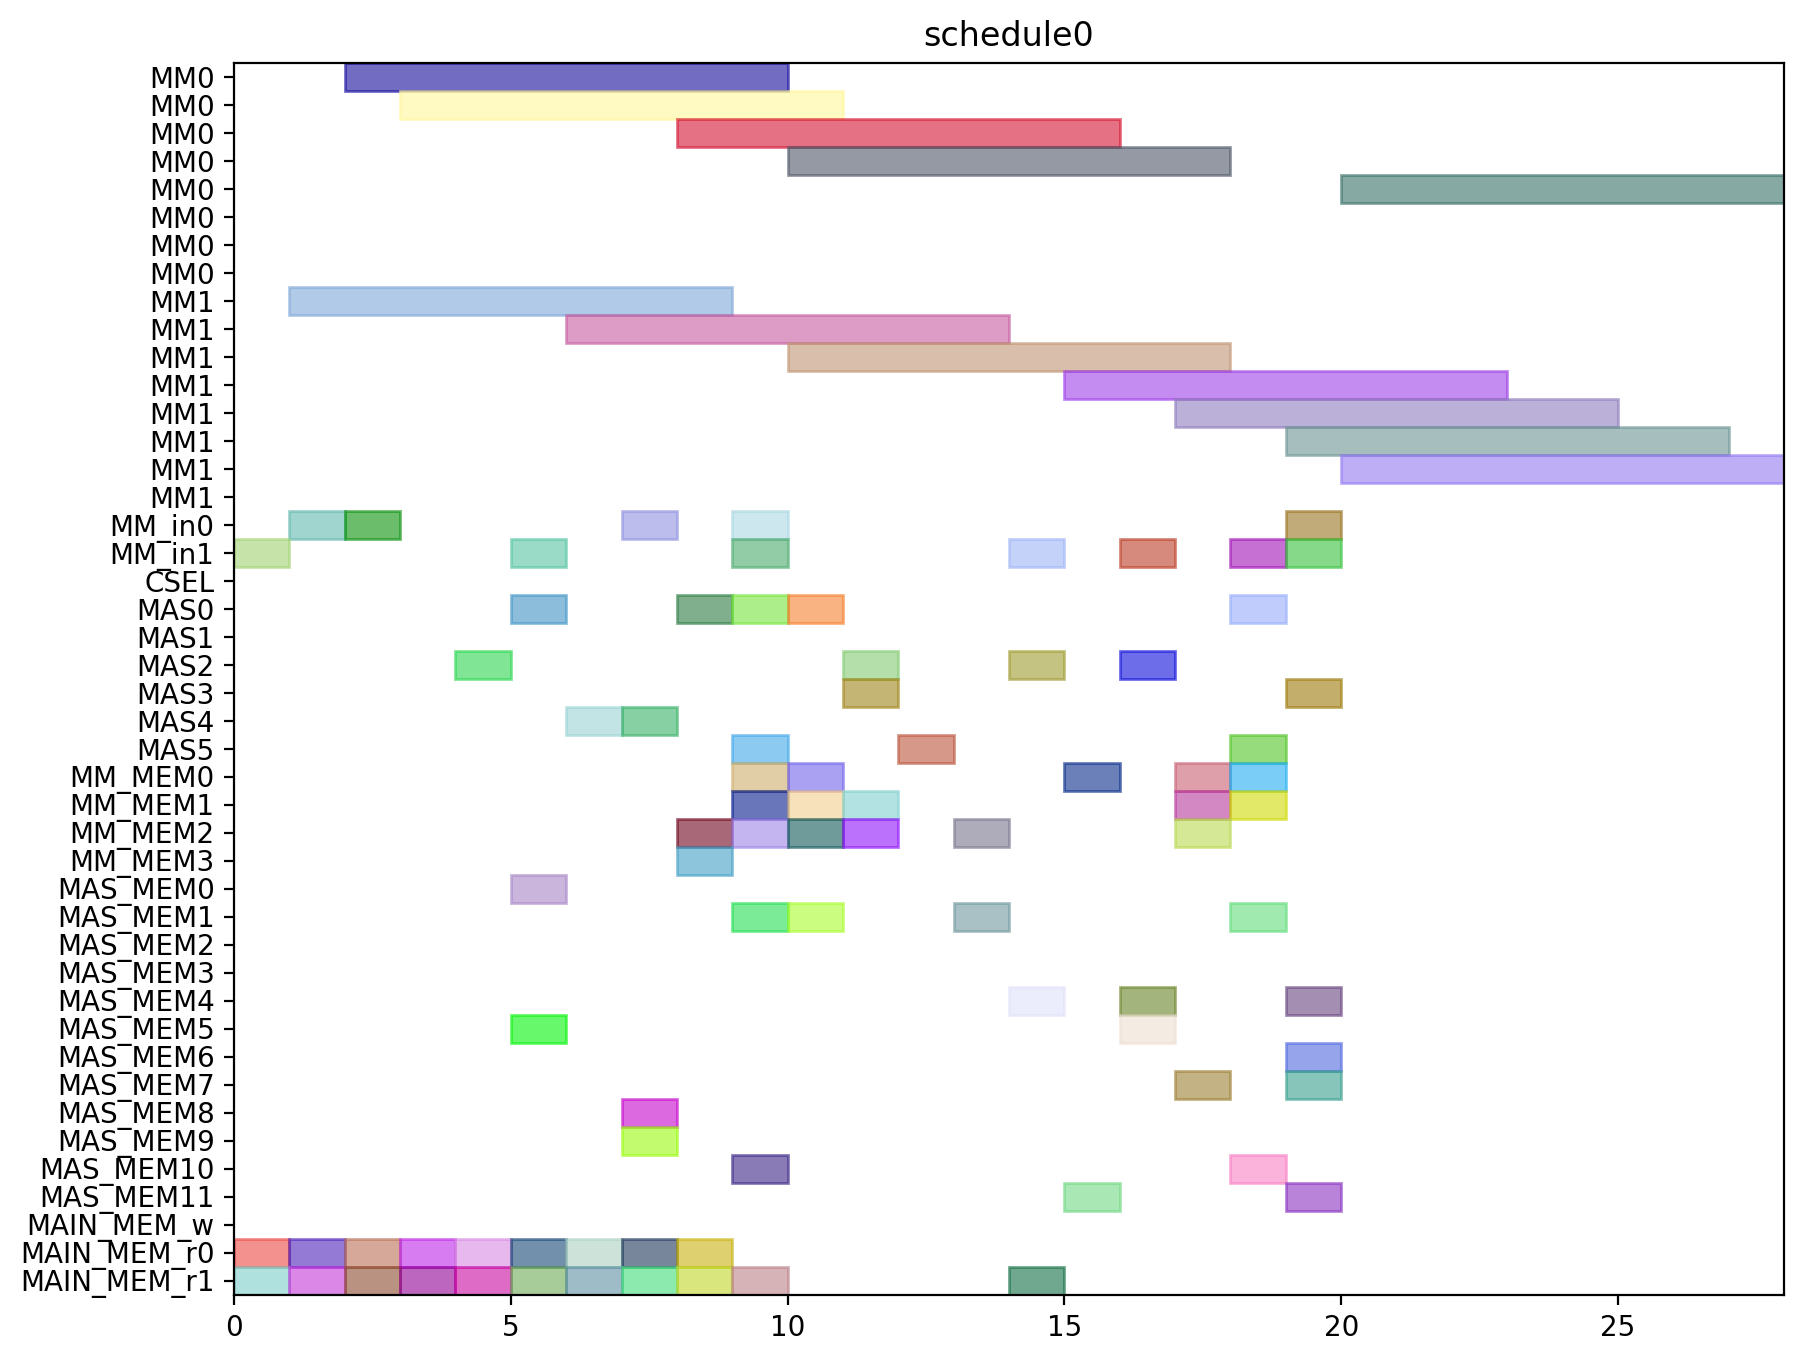 schedule0
MM0
MM0
MM0
MM0
MM0
MM0
MM0
MM0
MM1
MM1
MM1
MM1
MM1
MM1
MM1
MM1
MM_in0
MM_in1
CSEL
MAS0
MAS1
MAS2
MAS3
MAS4
MAS5
MM_MEM0
MM_MEM1
MM_MEM2
MM_MEM3
MAS_MEM0
MAS_MEM1
MAS_MEM2
MAS_MEM3
MAS_MEM4
MAS_MEM5
MAS_MEM6
MAS_MEM7
MAS_MEM8
MAS_MEM9
MAS_MEM10
MAS_MEM11
MAIN_MEM_w
MAIN_MEM_r0
MAIN_MEM_r1
0 5 10 15 20 25